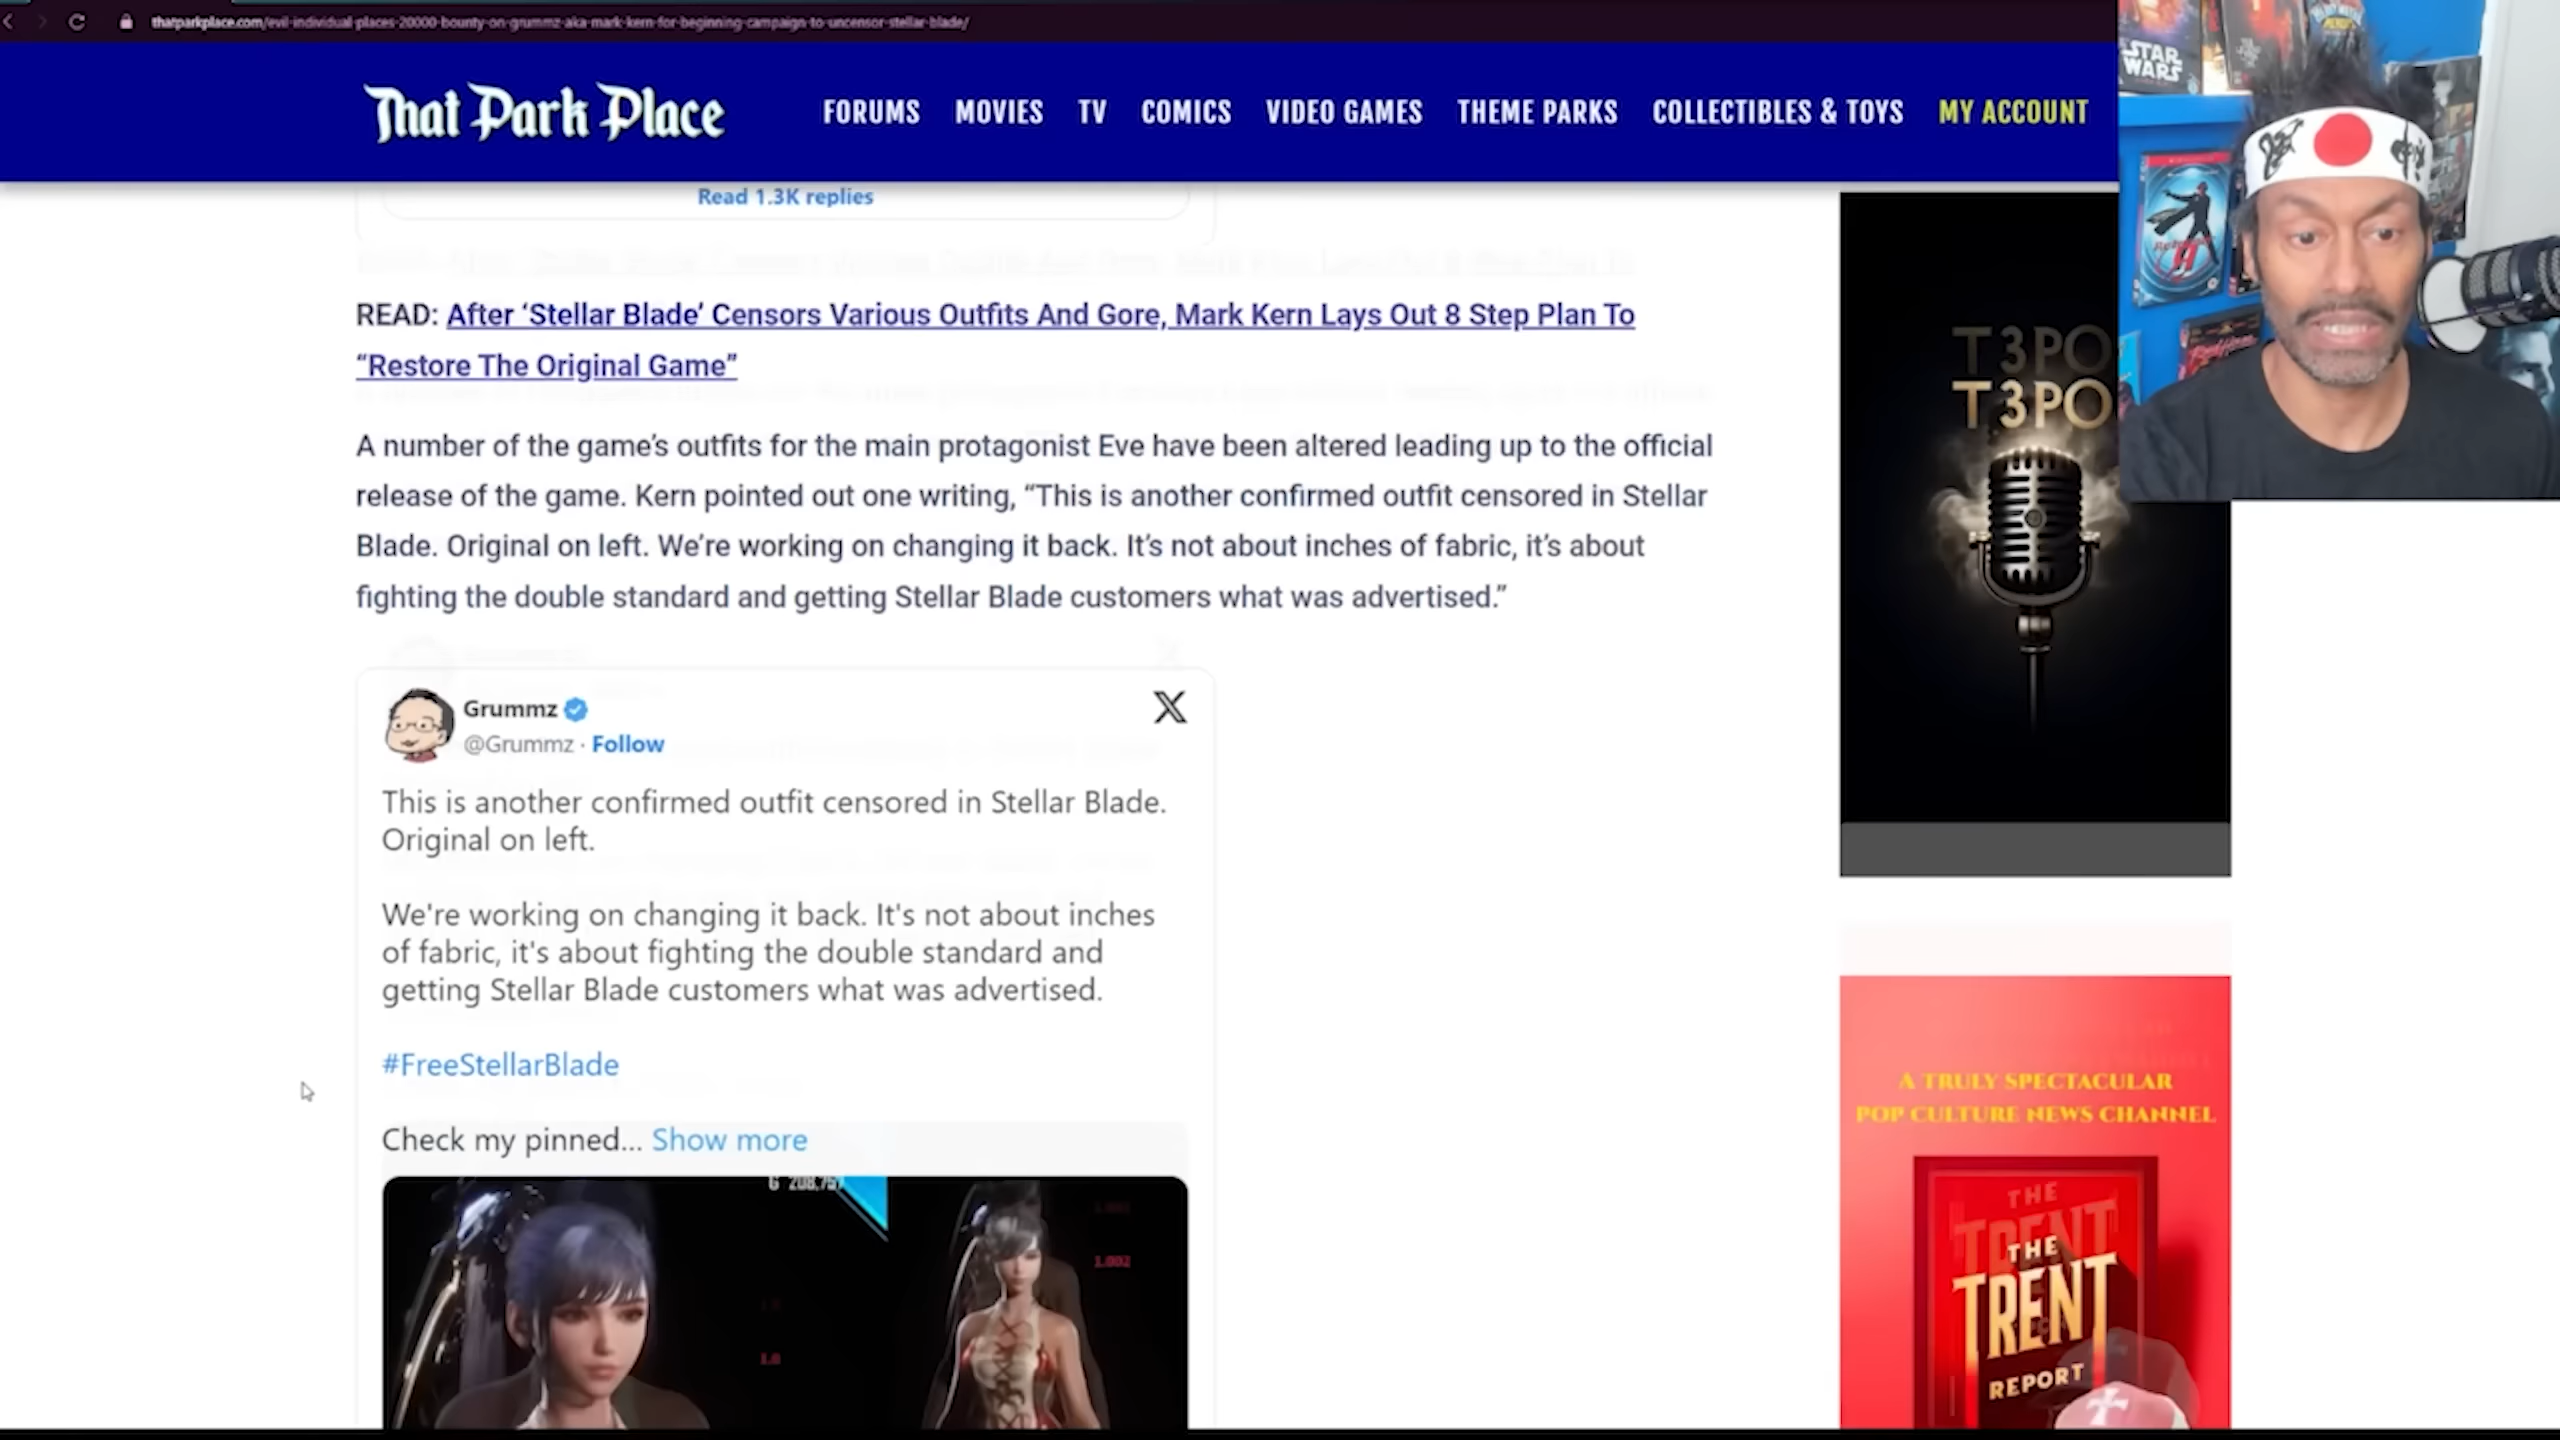 thatparkplace.com/evil-individual-places-20000-bounty-on-grummz-aka-mark-kern-for-beginning-campaign-to-uncensor-stellar-blade/
That Park Place
FORUMS MOVIES TV COMICS VIDEO GAMES THEME PARKS COLLECTIBLES & TOYS MY ACCOUNT
STAR
WARS
Read 1.3K replies
READ: After ‘Stellar Blade’ Censors Various Outfits And Gore, Mark Kern Lays Out 8 Step Plan To
“Restore The Original Game”
A number of the game’s outfits for the main protagonist Eve have been altered leading up to the official
release of the game. Kern pointed out one writing, “This is another confirmed outfit censored in Stellar
Blade. Original on left. We’re working on changing it back. It’s not about inches of fabric, it’s about
fighting the double standard and getting Stellar Blade customers what was advertised.”
Grummz
@Grummz · Follow
This is another confirmed outfit censored in Stellar Blade.
Original on left.
We're working on changing it back. It's not about inches
of fabric, it's about fighting the double standard and
getting Stellar Blade customers what was advertised.
#FreeStellarBlade
Check my pinned... Show more
1.002
1.0
T3PO
T3PO
A TRULY SPECTACULAR
POP CULTURE NEWS CHANNEL
THE
TRENT
THE
TRENT
REPORT